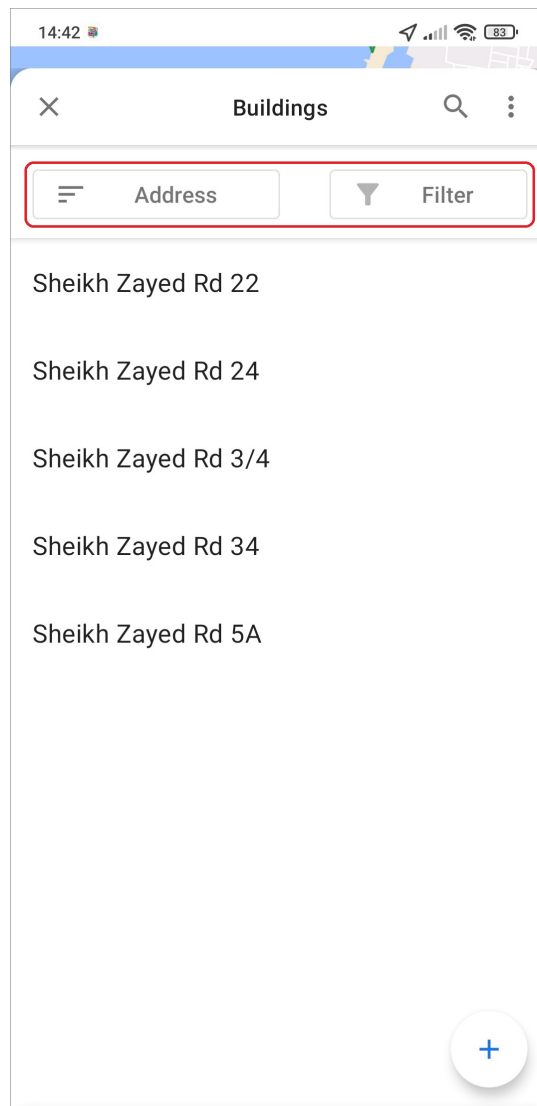 14:42
83
Buildings
Address
Filter
Sheikh Zayed Rd 22
Sheikh Zayed Rd 24
Sheikh Zayed Rd 3/4
Sheikh Zayed Rd 34
Sheikh Zayed Rd 5A